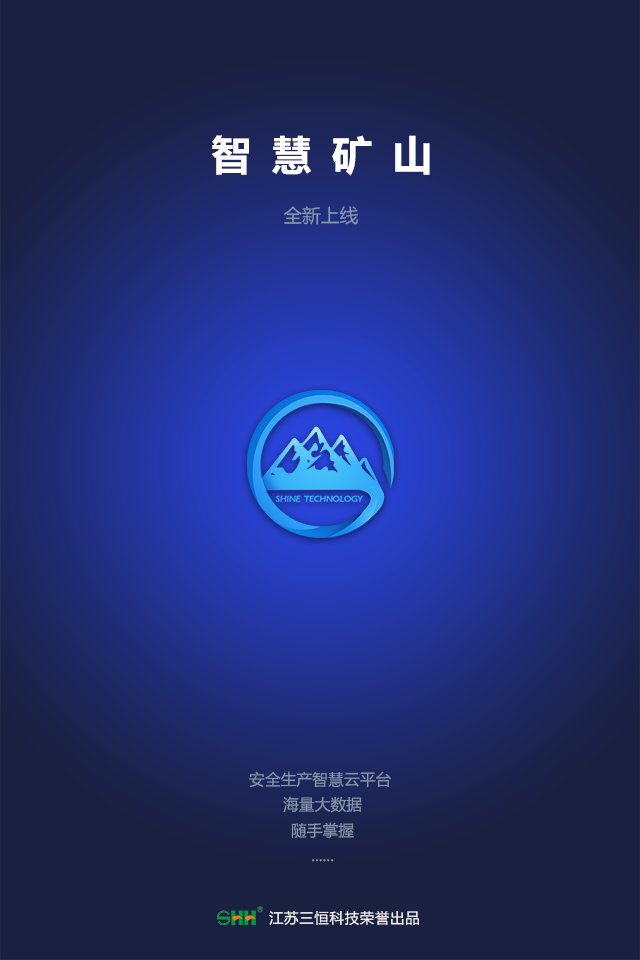 智慧矿山
全新上线
SHINE TECHNOLOGY
安全生产智慧云平台
海量大数据
随手掌握
······
SHH® 江苏三恒科技荣誉出品